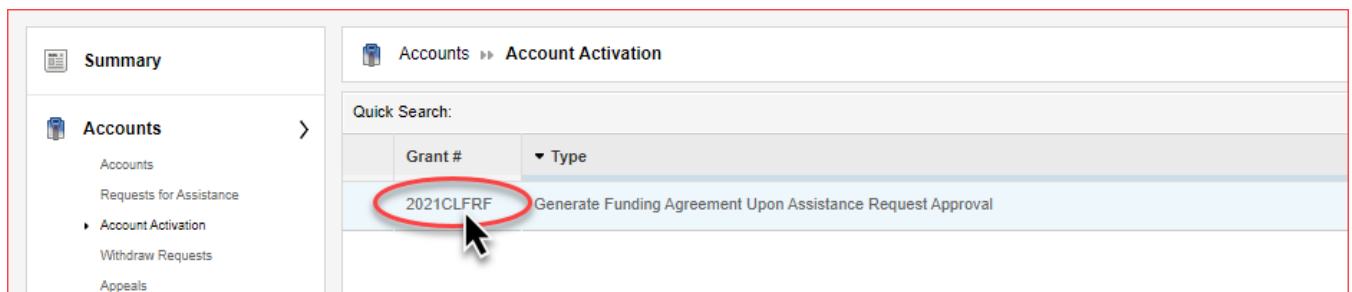 Summary
Accounts
Accounts
Requests for Assistance
Account Activation
Withdraw Requests
Appeals
Accounts Account Activation
Quick Search:
Grant # Type
2021CLFRF Generate Funding Agreement Upon Assistance Request Approval